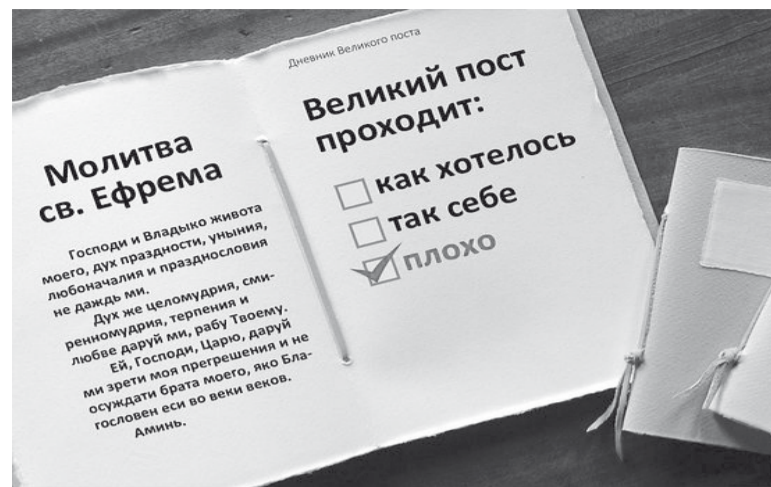 Молитва
св. Ефрема
Господи и Владыко живота
моего, дух праздности, уныния,
любоначалия и празднословия
не даждь ми.
Дух же целомудрия, сми-
ренномудрия, терпения и
любве даруй ми, рабу Твоему.
Ей, Господи, Царю, даруй
ми зрети моя прегрешения и не
осуждати брата моего, яко Бла-
гословен еси во веки веков.
Аминь.
Дневник Великого поста
Великий пост
проходит:
как хотелось
так себе
плохо